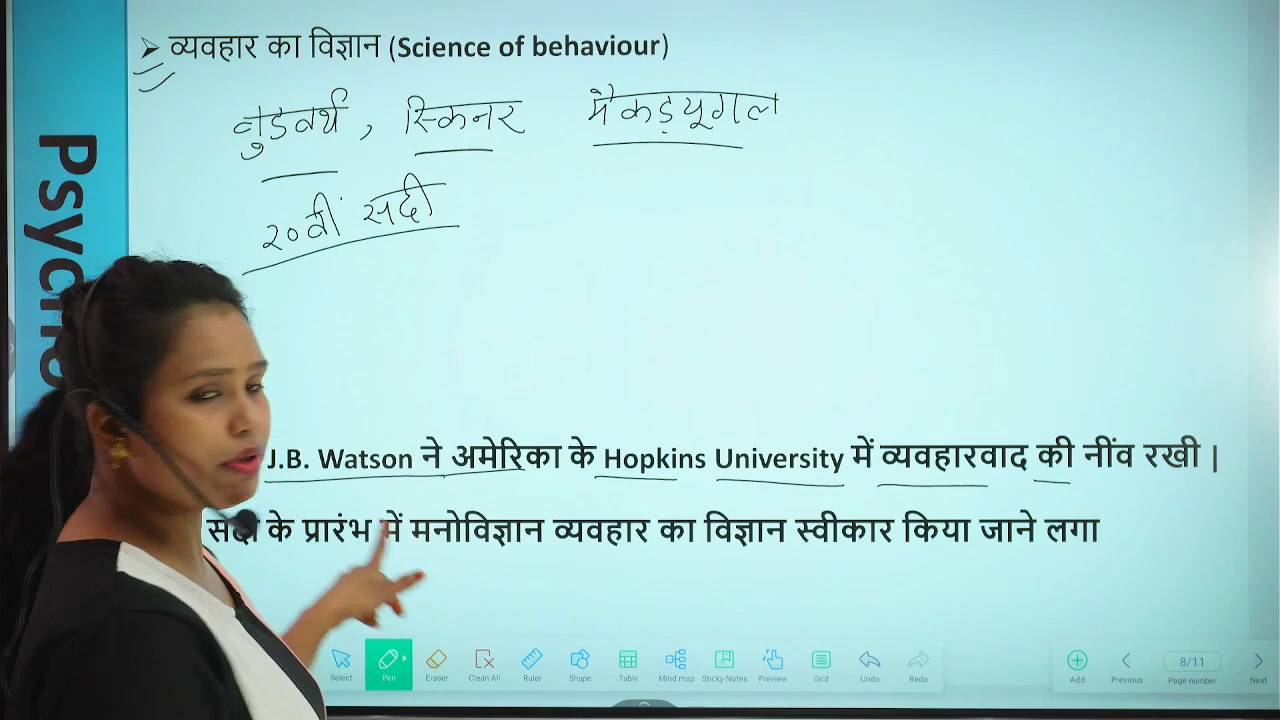 ➤ व्यवहार का विज्ञान (Science of behaviour)
वुडवर्थ, स्किनर मैकड़यूगल
२०वीं सदी
Psycho
J.B. Watson ने अमेरिका के Hopkins University में व्यवहारवाद की नींव रखी |
के प्रारंभ में मनोविज्ञान व्यवहार का विज्ञान स्वीकार किया जाने लगा
Select Pen Eraser Clean All Ruler Shape Table Mind map Sticky-Notes Preview Grid Undo Redo Add Previous 8/11 Page number Next